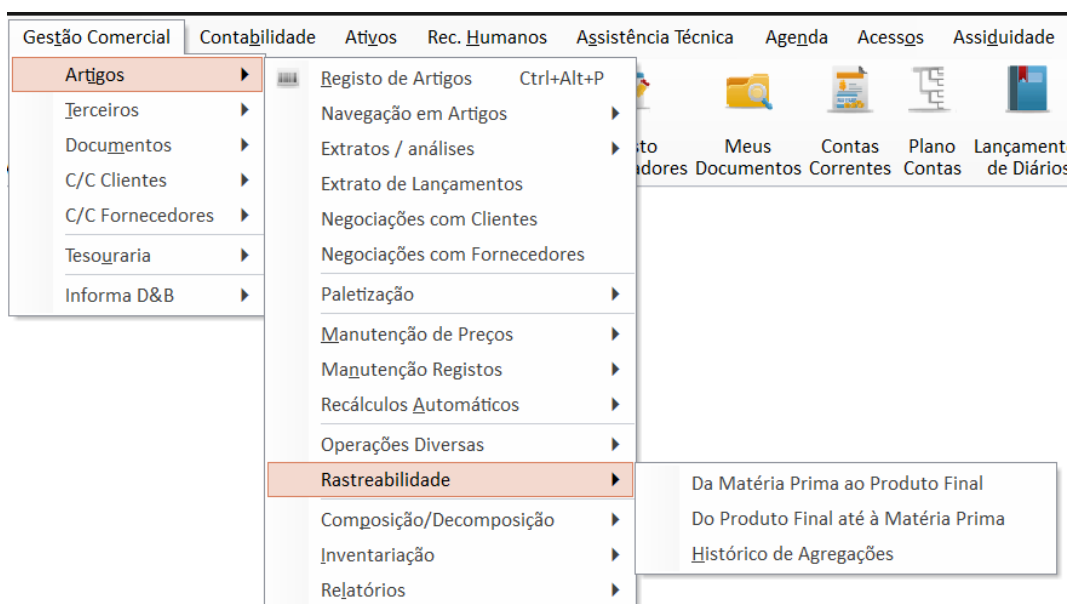 Gestão Comercial Contabilidade Ativos Rec. Humanos Assistência Técnica Agenda Acessos Assiduidade
Artigos
Terceiros
Documentos
C/C Clientes
C/C Fornecedores
Tesouraria
Informa D&B
Registo de Artigos Ctrl+Alt+P
Navegação em Artigos
Extratos / análises
Extrato de Lançamentos
Negociações com Clientes
Negociações com Fornecedores
Paletização
Manutenção de Preços
Manutenção Registos
Recálculos Automáticos
Operações Diversas
Rastreabilidade
Composição/Decomposição
Inventariação
Relatórios
Meus
Documentos
Contas
Correntes
Plano
Contas
Lançament
de Diários
Da Matéria Prima ao Produto Final
Do Produto Final até à Matéria Prima
Histórico de Agregações